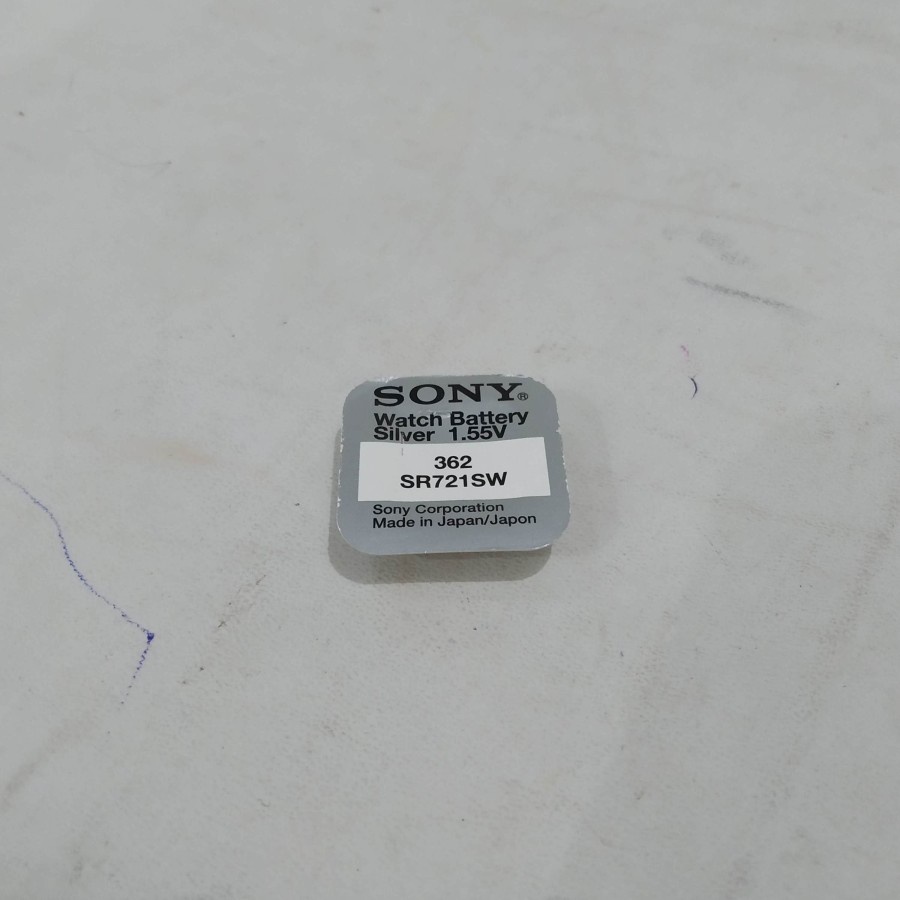 SONY®
Watch Battery
Silver 1.55V
362
SR721SW
Sony Corporation
Made in Japan/Japon